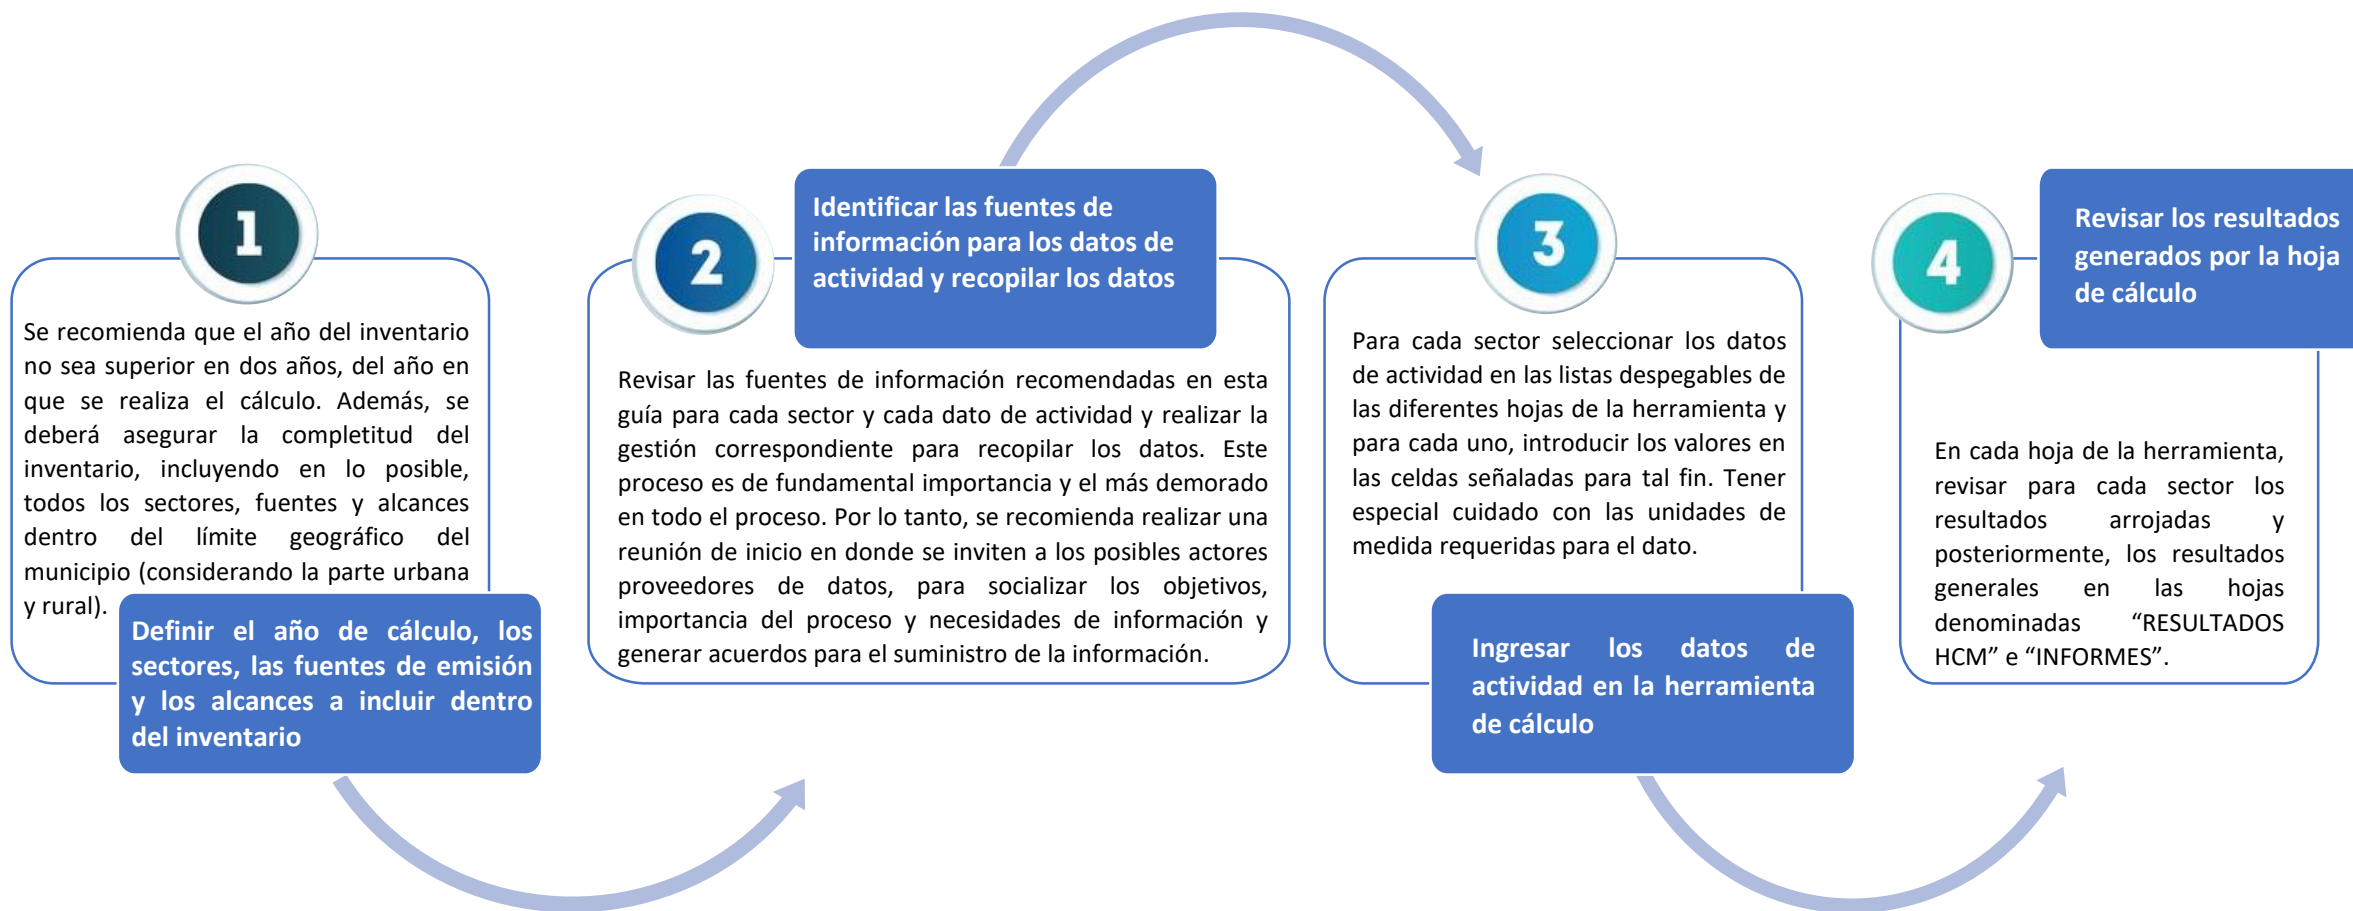 1
Se recomienda que el año del inventario
no sea superior en dos años, del año en
que se realiza el cálculo. Además, se
deberá asegurar la completitud del
inventario, incluyendo en lo posible,
todos los sectores, fuentes y alcances
dentro del límite geográfico del
municipio (considerando la parte urbana
y rural).
Definir el año de cálculo, los
sectores, las fuentes de emisión
y los alcances a incluir dentro
del inventario
2
Identificar las fuentes de
información para los datos de
actividad y recopilar los datos
Revisar las fuentes de información recomendadas en esta
guía para cada sector y cada dato de actividad y realizar la
gestión correspondiente para recopilar los datos. Este
proceso es de fundamental importancia y el más demorado
en todo el proceso. Por lo tanto, se recomienda realizar una
reunión de inicio en donde se inviten a los posibles actores
proveedores de datos, para socializar los objetivos,
importancia del proceso y necesidades de información y
generar acuerdos para el suministro de la información.
3
Para cada sector seleccionar los datos
de actividad en las listas despegables de
las diferentes hojas de la herramienta y
para cada uno, introducir los valores en
las celdas señaladas para tal fin. Tener
especial cuidado con las unidades de
medida requeridas para el dato.
Ingresar los datos de
actividad en la herramienta
de cálculo
4
Revisar los resultados
generados por la hoja
de cálculo
En cada hoja de la herramienta,
revisar para cada sector los
resultados arrojadas y
posteriormente, los resultados
generales en las hojas
denominadas “RESULTADOS
HCM” e “INFORMES”.